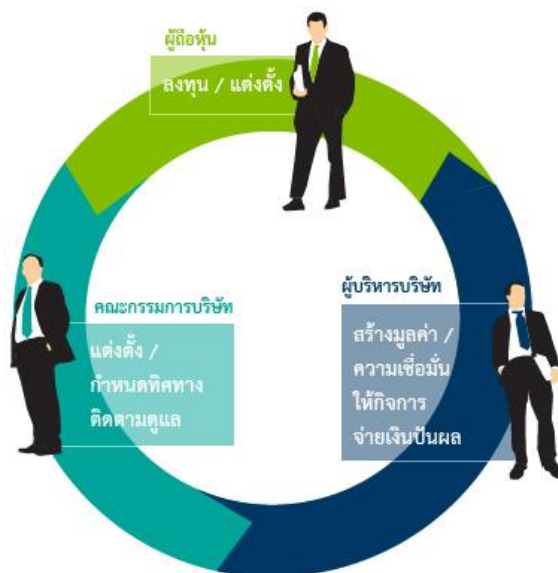 ผู้ถือหุ้น
ลงทุน / แต่งตั้ง
คณะกรรมการบริษัท
แต่งตั้ง /
กำหนดทิศทาง
ติดตามดูแล
ผู้บริหารบริษัท
สร้างมูลค่า /
ความเชื่อมั่น
ให้กิจการ
จ่ายเงินปันผล